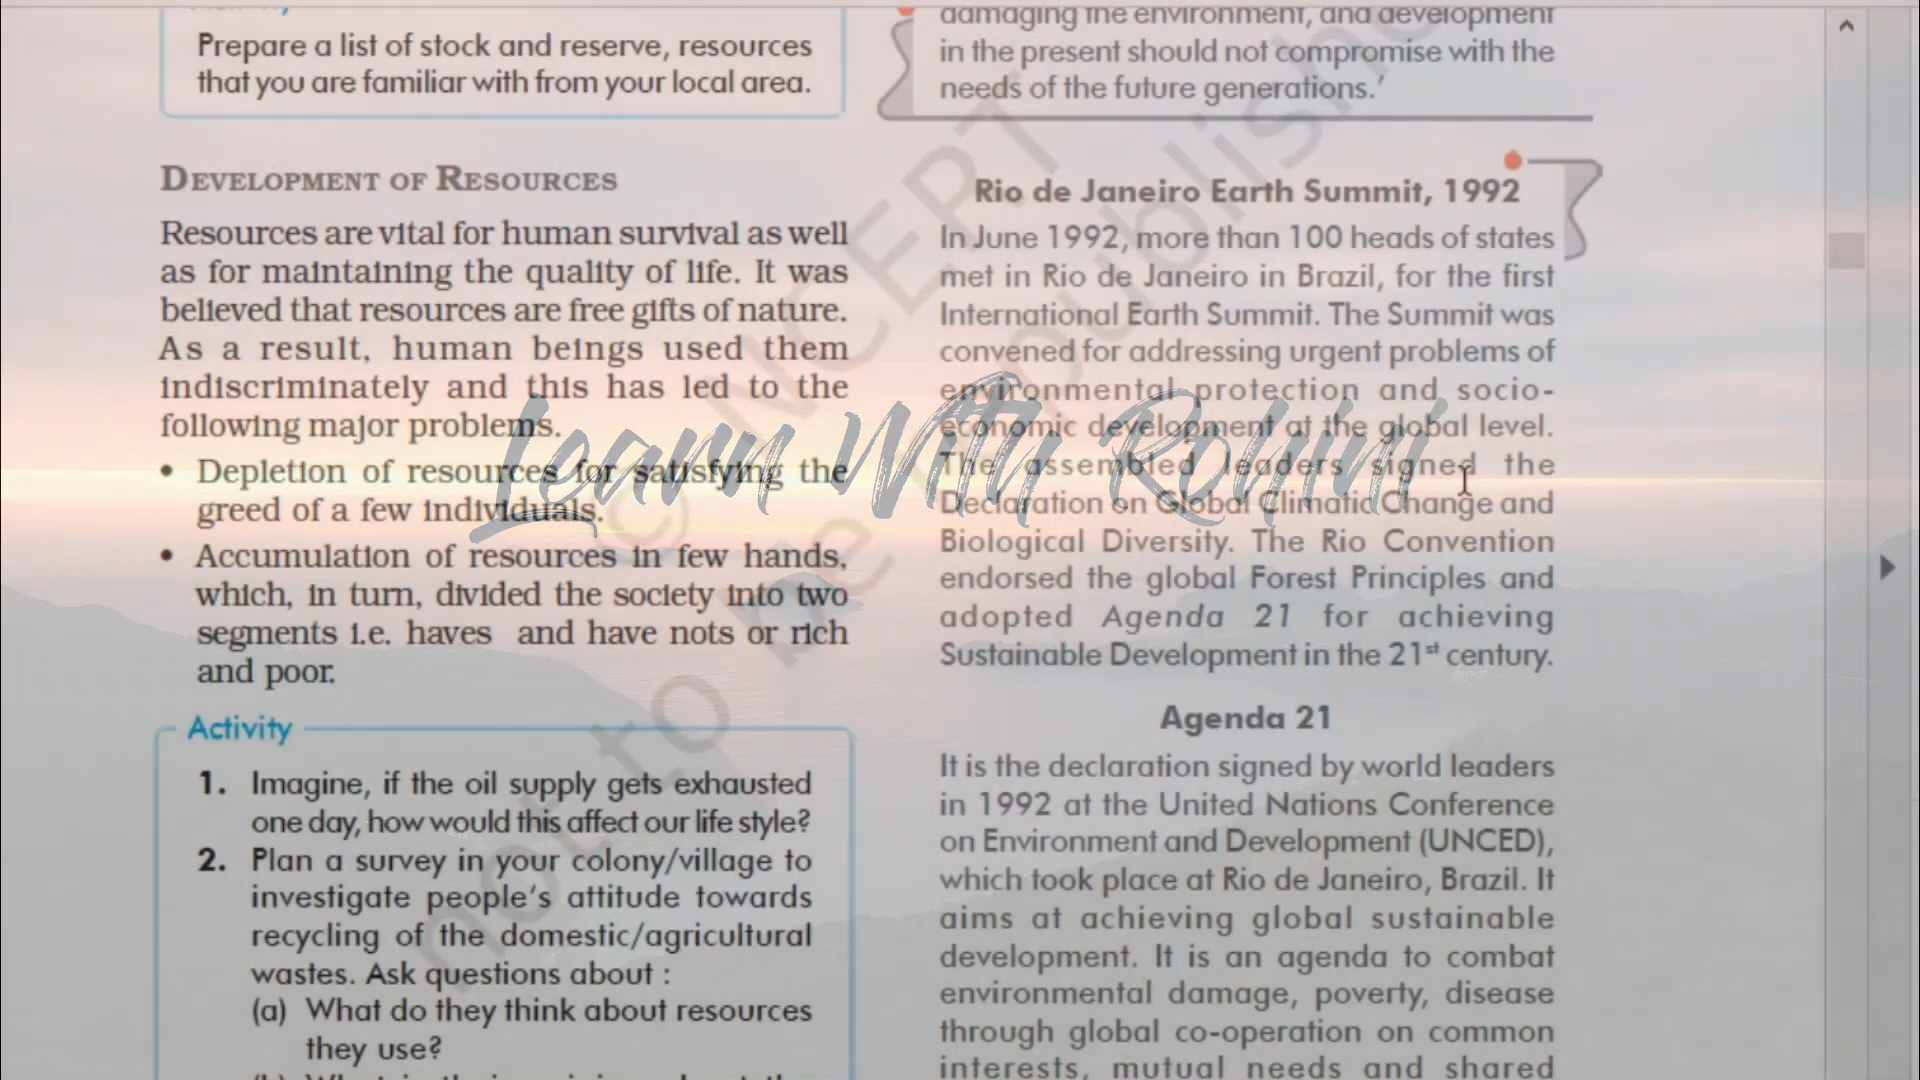 Prepare a list of stock and reserve, resources
that you are familiar with from your local area.
DEVELOPMENT OF RESOURCES
Resources are vital for human survival as well
as for maintaining the quality of life. It was
believed that resources are free gifts of nature.
As a result, human beings used them
indiscriminately and this has led to the
following major problems.
• Depletion of resources for satisfying the
greed of a few individuals.
• Accumulation of resources in few hands,
which, in turn, divided the society into two
segments i.e. haves and have nots or rich
and poor.
Activity
1. Imagine, if the oil supply gets exhausted
one day, how would this affect our life style?
2. Plan a survey in your colony/village to
investigate people's attitude towards
recycling of the domestic/agricultural
wastes. Ask questions about :
(a) What do they think about resources
they use?
damaging the environment, and development
in the present should not compromise with the
needs of the future generations.'
Rio de Janeiro Earth Summit, 1992
In June 1992, more than 100 heads of states
met in Rio de Janeiro in Brazil, for the first
International Earth Summit. The Summit was
convened for addressing urgent problems of
environmental protection and socio-
economic development at the global level.
The assembled leaders signed the
Declaration on Global Climatic Change and
Biological Diversity. The Rio Convention
endorsed the global Forest Principles and
adopted Agenda 21 for achieving
Sustainable Development in the 21st century.
Agenda 21
It is the declaration signed by world leaders
in 1992 at the United Nations Conference
on Environment and Development (UNCED),
which took place at Rio de Janeiro, Brazil. It
aims at achieving global sustainable
development. It is an agenda to combat
environmental damage, poverty, disease
through global co-operation on common
interests, mutual needs and shared
Learn With Rohini
© NCERT
not to be republished